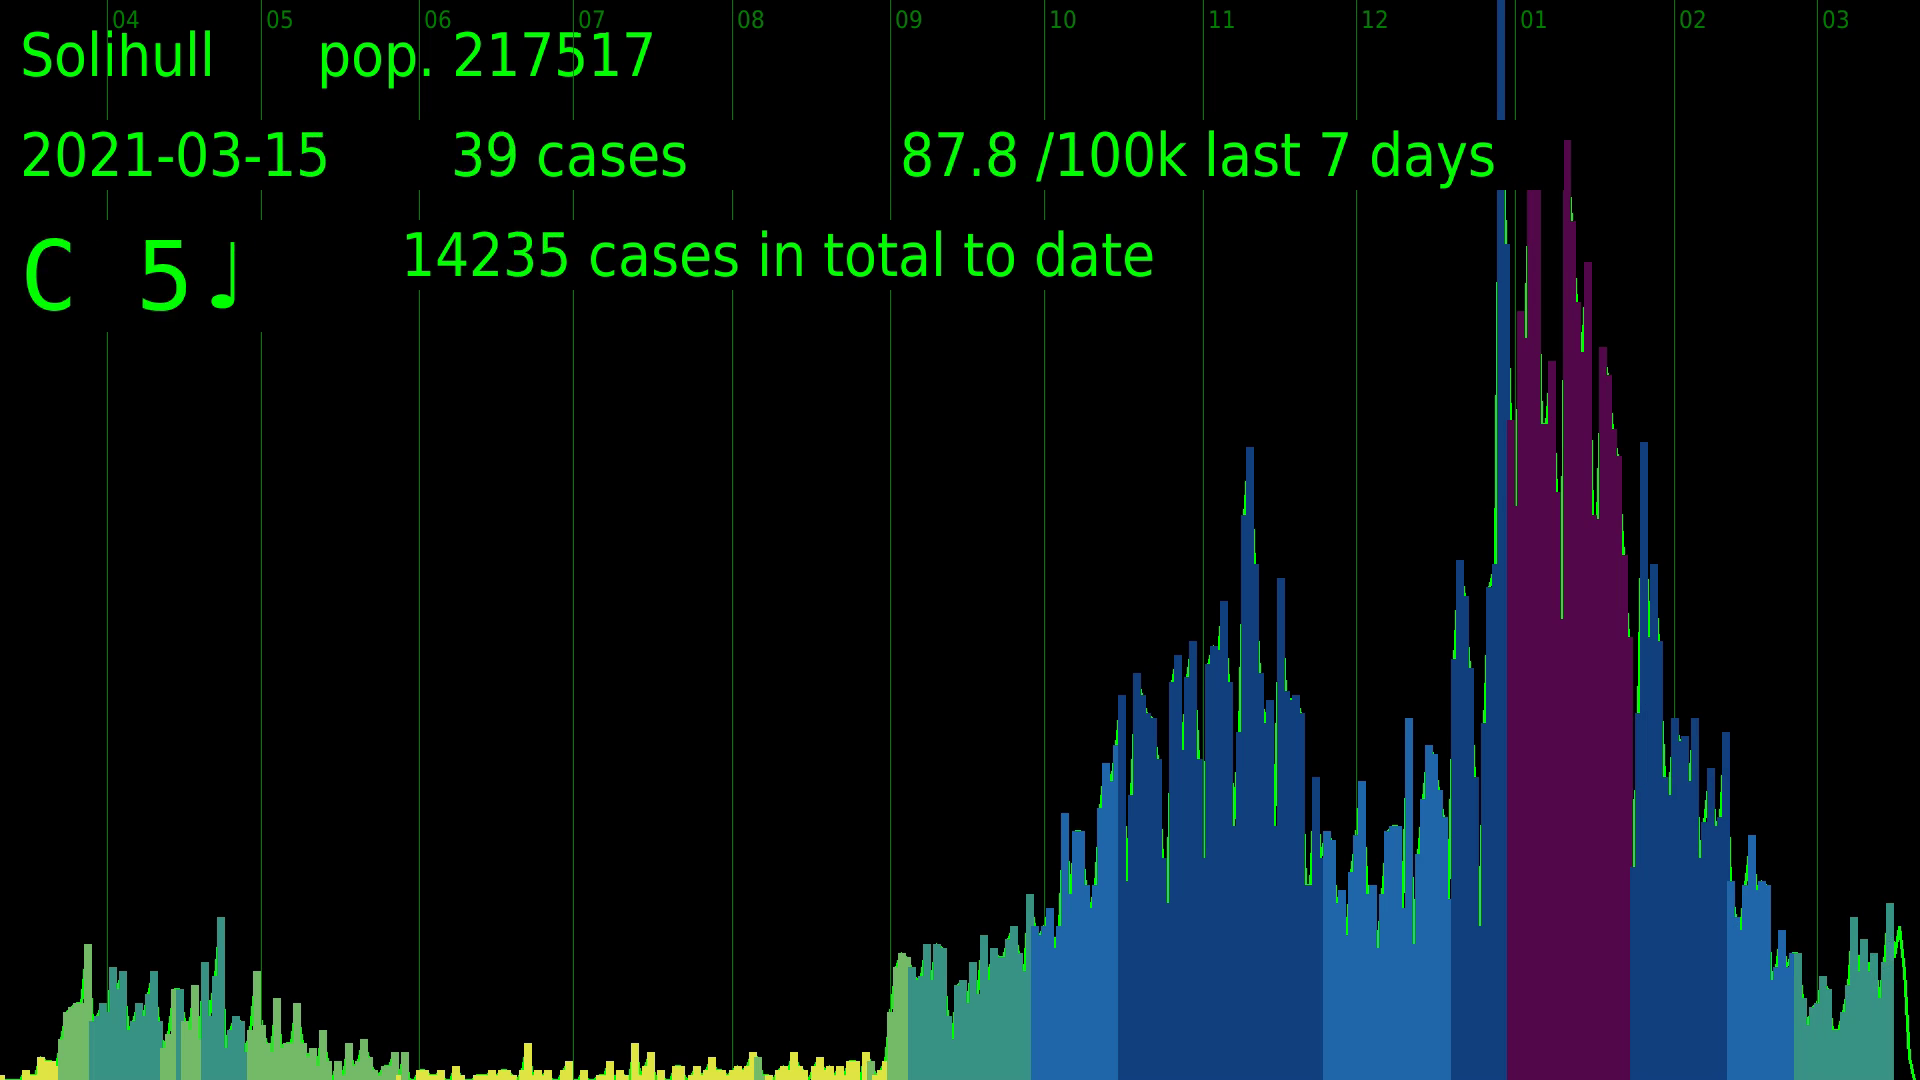 04 05 06 07 08 09 10 11 12 01 02 03
Solihull pop. 217517
2021-03-15 39 cases 87.8 /100k last 7 days
C 5♩ 14235 cases in total to date